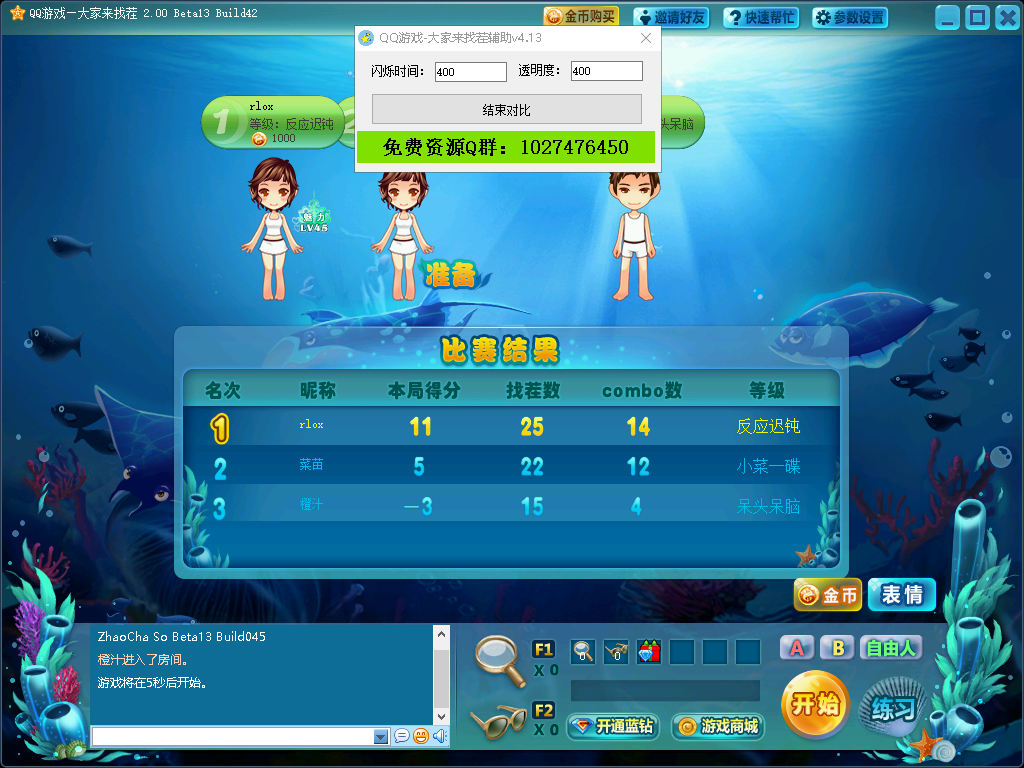 QQ游戏－大家来找茬 2.00 Beta13 Build42
金币购买
邀请好友
快速帮忙
参数设置
QQ游戏-大家来找茬辅助v4.13
闪烁时间： 400
透明度： 400
结束对比
免费资源Q群：1027476450
1
rlox
等级：反应迟钝
1000
头呆脑
魅力
LV45
准备
比赛结果
名次 昵称 本局得分 找茬数 combo数 等级
1 rlox 11 25 14 反应迟钝
2 菜苗 5 22 12 小菜一碟
3 橙汁 －3 15 4 呆头呆脑
金币
表情
ZhaoCha So Beta13 Build045
橙汁进入了房间。
游戏将在5秒后开始。
F1
X 0
F2
X 0
0
0
开通蓝钻
游戏商城
A
B
自由人
开始
练习